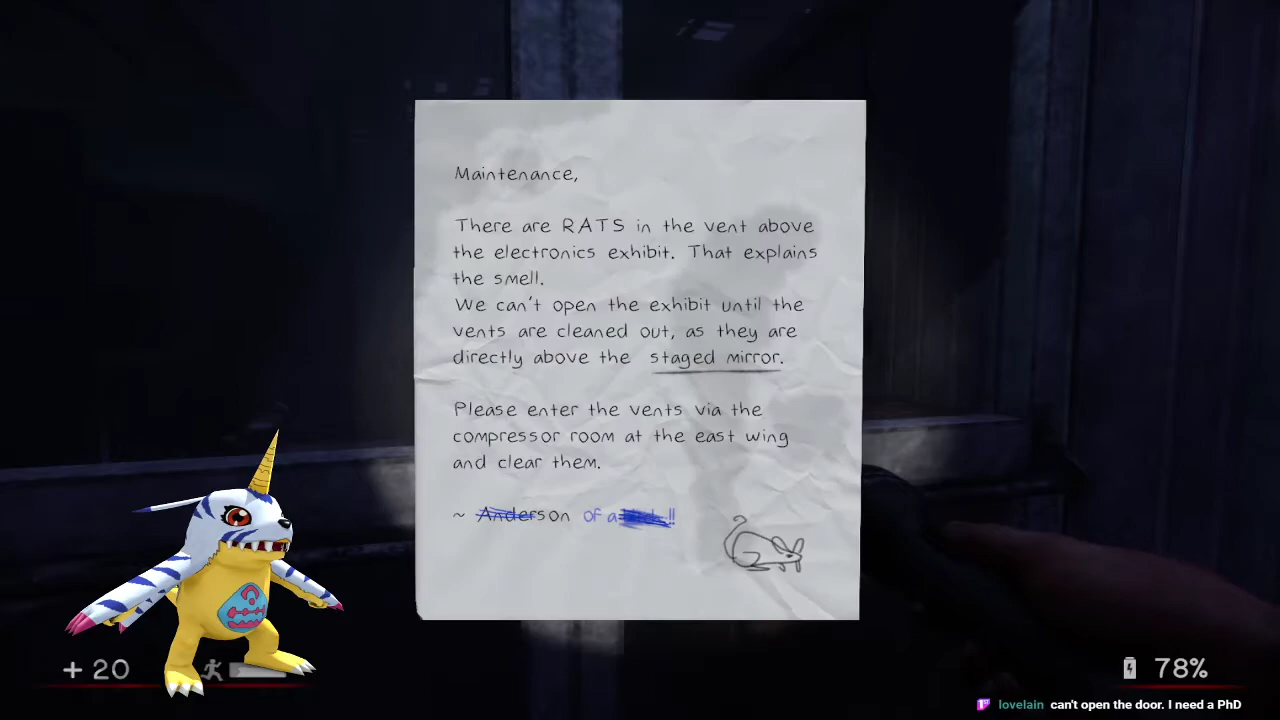 Maintenance,
There are RATS in the vent above
the electronics exhibit. That explains
the smell.
We can't open the exhibit until the
vents are cleaned out, as they are
directly above the staged mirror.
Please enter the vents via the
compressor room at the east wing
and clear them.
~ Anderson of a !!
+ 20
78%
lovelain can't open the door. I need a PhD